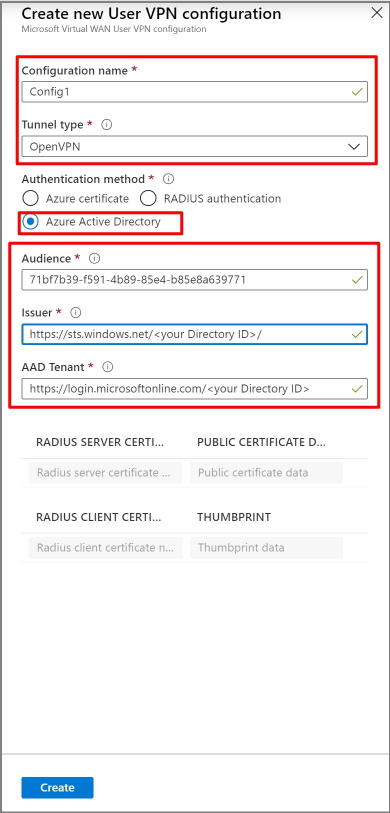 Create new User VPN configuration
Microsoft Virtual WAN User VPN configuration
Configuration name *
Config1
Tunnel type *
OpenVPN
Authentication method *
Azure certificate RADIUS authentication
Azure Active Directory
Audience *
71bf7b39-f591-4b89-85e4-b85e8a639771
Issuer *
https://sts.windows.net/<your Directory ID>/
AAD Tenant *
https://login.microsoftonline.com/<your Directory ID>
RADIUS SERVER CERTI... PUBLIC CERTIFICATE D...
Radius server certificate ... Public certificate data
RADIUS CLIENT CERTI... THUMBPRINT
Radius client certificate n... Thumbprint data
Create